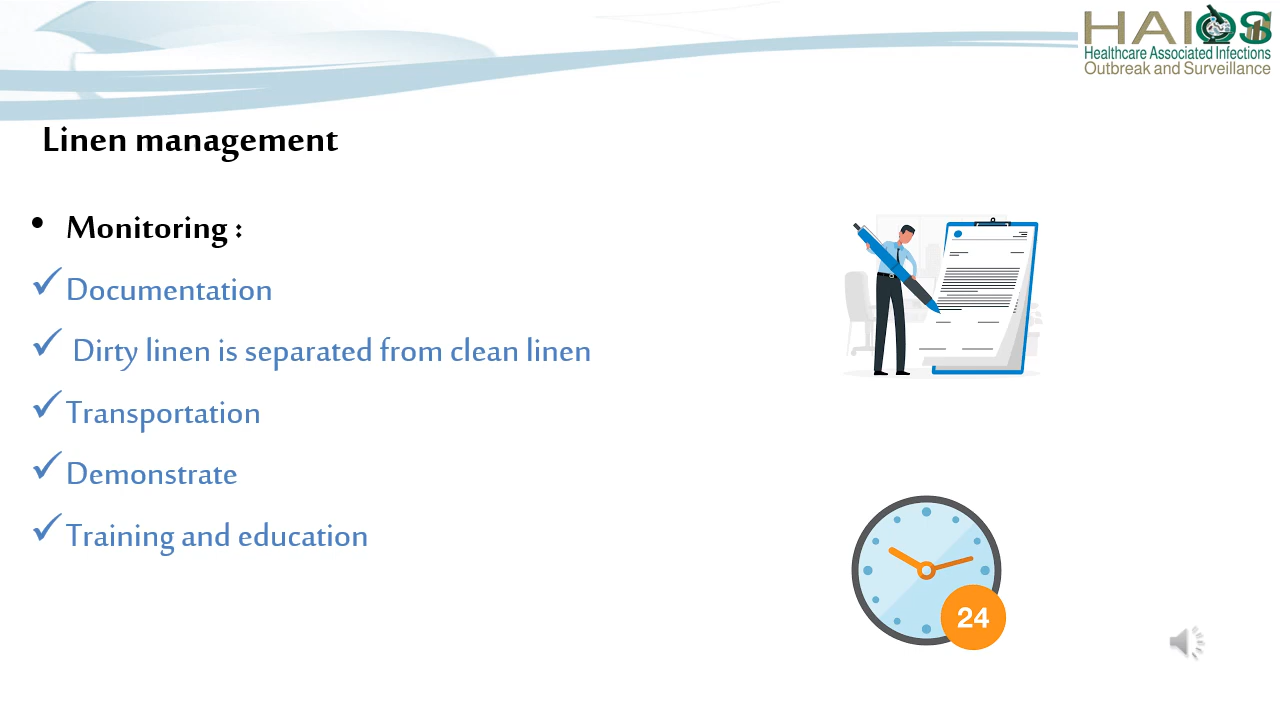 HAIOS
Healthcare Associated Infections
Outbreak and Surveillance
Linen management
• Monitoring :
✓ Documentation
✓ Dirty linen is separated from clean linen
✓ Transportation
✓ Demonstrate
✓ Training and education
24